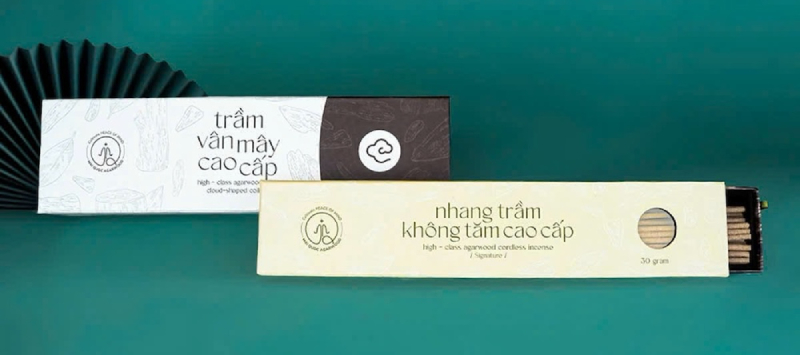 trầm
vân mây
cao cấp
high - class agarwood
cloud-shaped
nhang trầm
không tăm cao cấp
high - class agarwood cordless incense
[ Signature ]
50 gram